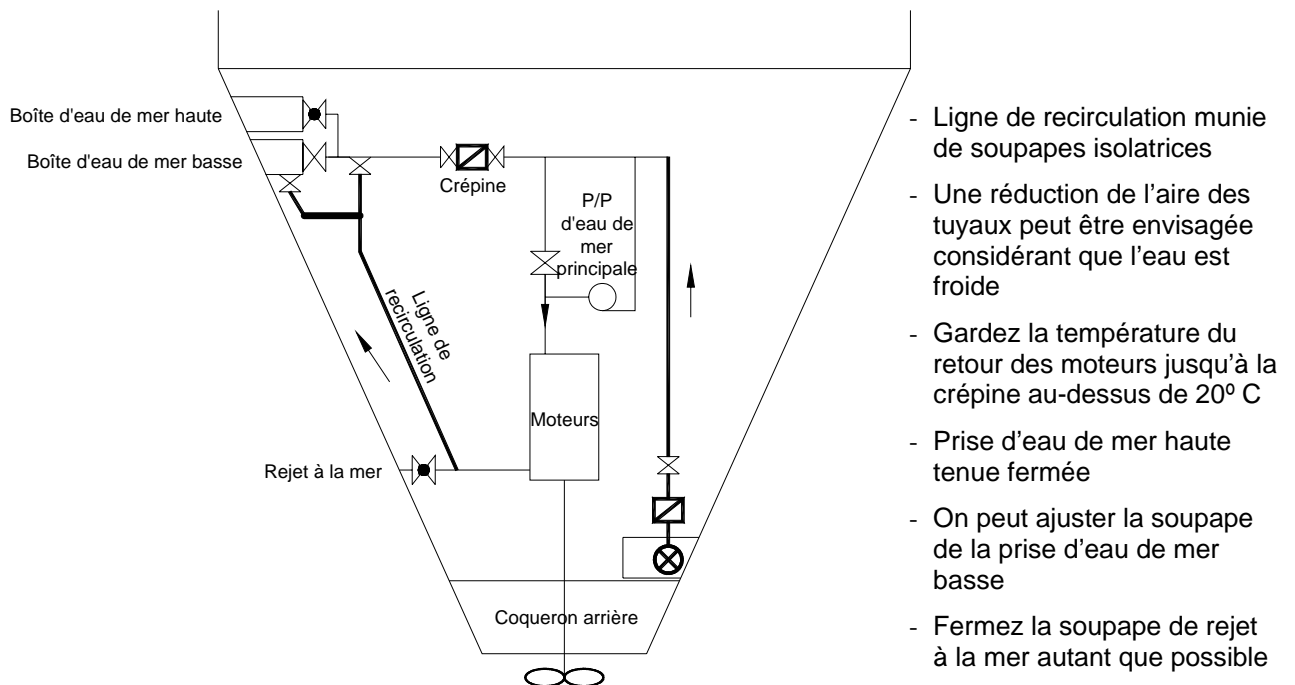 Boîte d'eau de mer haute
Boîte d'eau de mer basse
Crépine
P/P
d'eau de
mer
principale
Ligne de
recirculation
Moteurs
Rejet à la mer
Coqueron arrière
- Ligne de recirculation munie
de soupapes isolatrices
- Une réduction de l’aire des
tuyaux peut être envisagée
considérant que l’eau est
froide
- Gardez la température du
retour des moteurs jusqu’à la
crépine au-dessus de 20º C
- Prise d’eau de mer haute
tenue fermée
- On peut ajuster la soupape
de la prise d’eau de mer
basse
- Fermez la soupape de rejet
à la mer autant que possible